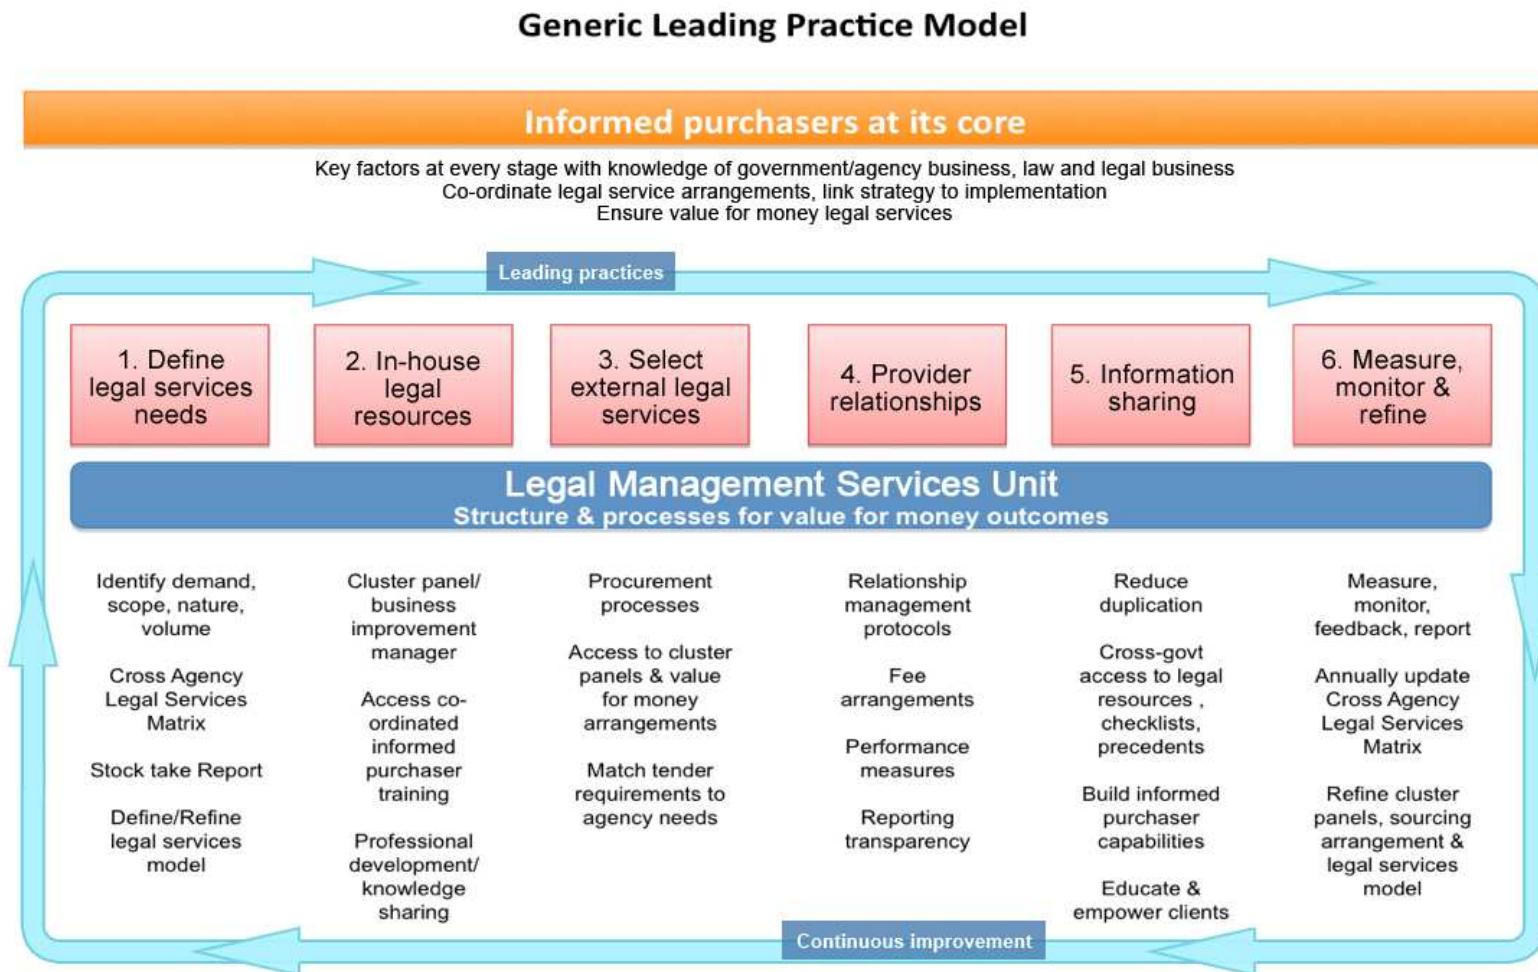 Generic Leading Practice Model
Informed purchasers at its core
Key factors at every stage with knowledge of government/agency business, law and legal business
Co-ordinate legal service arrangements, link strategy to implementation
Ensure value for money legal services
Leading practices
1. Define
legal services
needs
2. In-house
legal
resources
3. Select
external legal
services
4. Provider
relationships
5. Information
sharing
6. Measure,
monitor &
refine
Legal Management Services Unit
Structure & processes for value for money outcomes
Identify demand,
scope, nature,
volume
Cross Agency
Legal Services
Matrix
Stock take Report
Define/Refine
legal services
model
Cluster panel/
business
improvement
manager
Access co-
ordinated
informed
purchaser
training
Professional
development/
knowledge
sharing
Procurement
processes
Access to cluster
panels & value
for money
arrangements
Match tender
requirements to
agency needs
Relationship
management
protocols
Fee
arrangements
Performance
measures
Reporting
transparency
Reduce
duplication
Cross-govt
access to legal
resources ,
checklists,
precedents
Build informed
purchaser
capabilities
Educate &
empower clients
Measure,
monitor,
feedback, report
Annually update
Cross Agency
Legal Services
Matrix
Refine cluster
panels, sourcing
arrangement &
legal services
model
Continuous improvement